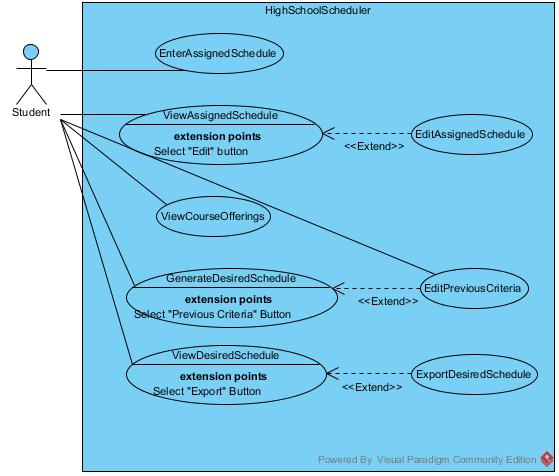 HighSchoolScheduler
EnterAssignedSchedule
Student
ViewAssignedSchedule
extension points
Select "Edit" button
EditAssignedSchedule
<<Extend>>
ViewCourseOfferings
GenerateDesiredSchedule
extension points
Select "Previous Criteria" Button
EditPreviousCriteria
<<Extend>>
ViewDesiredSchedule
extension points
Select "Export" Button
ExportDesiredSchedule
<<Extend>>
Powered By Visual Paradigm Community Edition